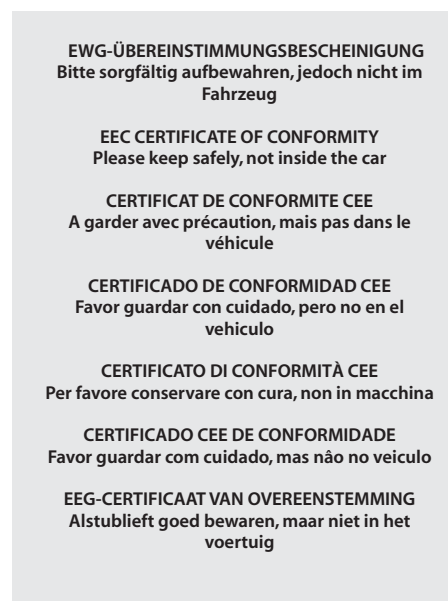 EWG-ÜBEREINSTIMMUNGSBESCHEINIGUNG
Bitte sorgfältig aufbewahren, jedoch nicht im
Fahrzeug
EEC CERTIFICATE OF CONFORMITY
Please keep safely, not inside the car
CERTIFICAT DE CONFORMITE CEE
A garder avec précaution, mais pas dans le
véhicule
CERTIFICADO DE CONFORMIDAD CEE
Favor guardar con cuidado, pero no en el
vehiculo
CERTIFICATO DI CONFORMITÀ CEE
Per favore conservare con cura, non in macchina
CERTIFICADO CEE DE CONFORMIDADE
Favor guardar com cuidado, mas nâo no veiculo
EEG-CERTIFICAAT VAN OVEREENSTEMMING
Alstublieft goed bewaren, maar niet in het
voertuig